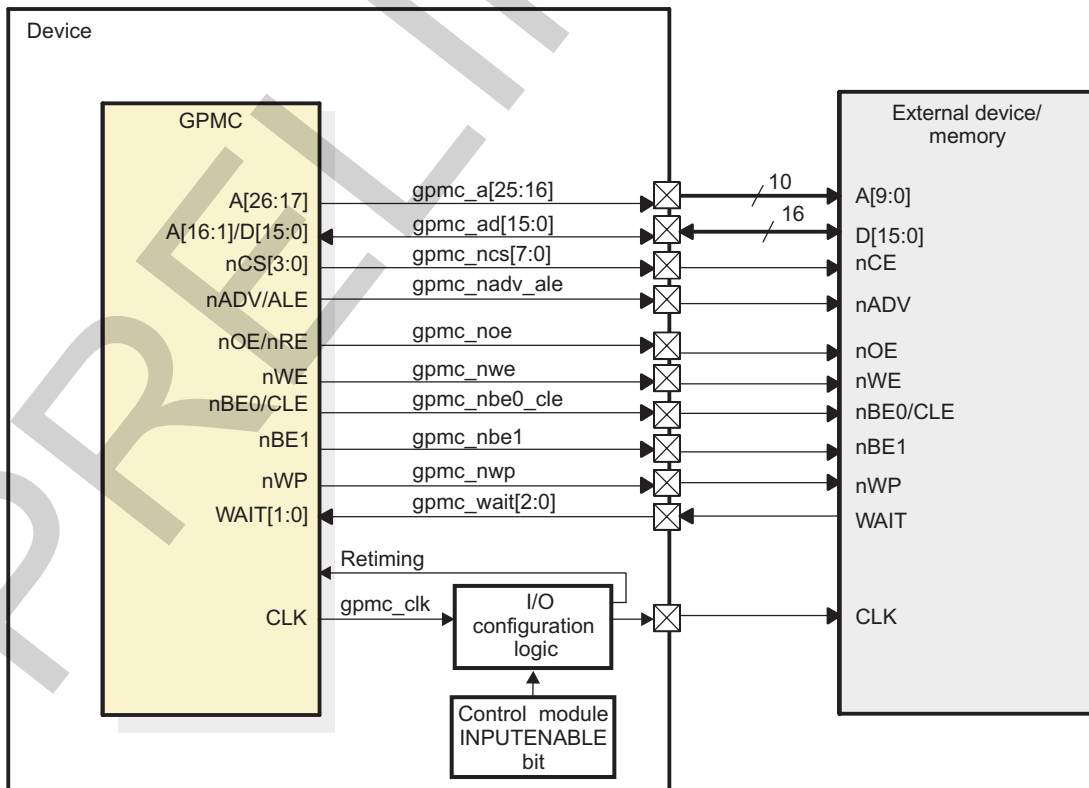 Device
GPMC
External device/
memory
A[26:17]
gpmc_a[25:16]
10
A[9:0]
A[16:1]/D[15:0]
gpmc_ad[15:0]
16
D[15:0]
nCS[3:0]
gpmc_ncs[7:0]
nCE
nADV/ALE
gpmc_nadv_ale
nADV
nOE/nRE
gpmc_noe
nOE
nWE
gpmc_nwe
nWE
nBE0/CLE
gpmc_nbe0_cle
nBE0/CLE
nBE1
gpmc_nbe1
nBE1
nWP
gpmc_nwp
nWP
WAIT[1:0]
gpmc_wait[2:0]
WAIT
Retiming
CLK
gpmc_clk
I/O
configuration
logic
CLK
Control module
INPUTENABLE
bit
PRELI